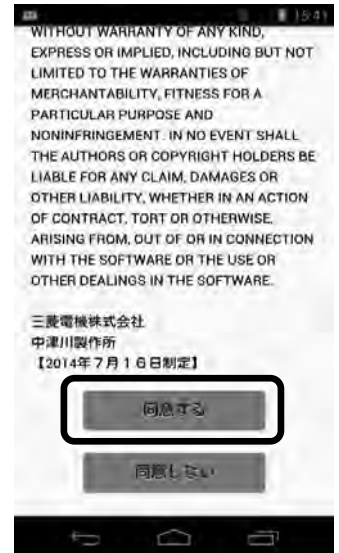 15:41
WITHOUT WARRANTY OF ANY KIND,
EXPRESS OR IMPLIED, INCLUDING BUT NOT
LIMITED TO THE WARRANTIES OF
MERCHANTABILITY, FITNESS FOR A
PARTICULAR PURPOSE AND
NONINFRINGEMENT. IN NO EVENT SHALL
THE AUTHORS OR COPYRIGHT HOLDERS BE
LIABLE FOR ANY CLAIM, DAMAGES OR
OTHER LIABILITY, WHETHER IN AN ACTION
OF CONTRACT, TORT OR OTHERWISE,
ARISING FROM, OUT OF OR IN CONNECTION
WITH THE SOFTWARE OR THE USE OR
OTHER DEALINGS IN THE SOFTWARE.
三菱電機株式会社
中津川製作所
【2014年7月16日制定】
同意する
同意しない